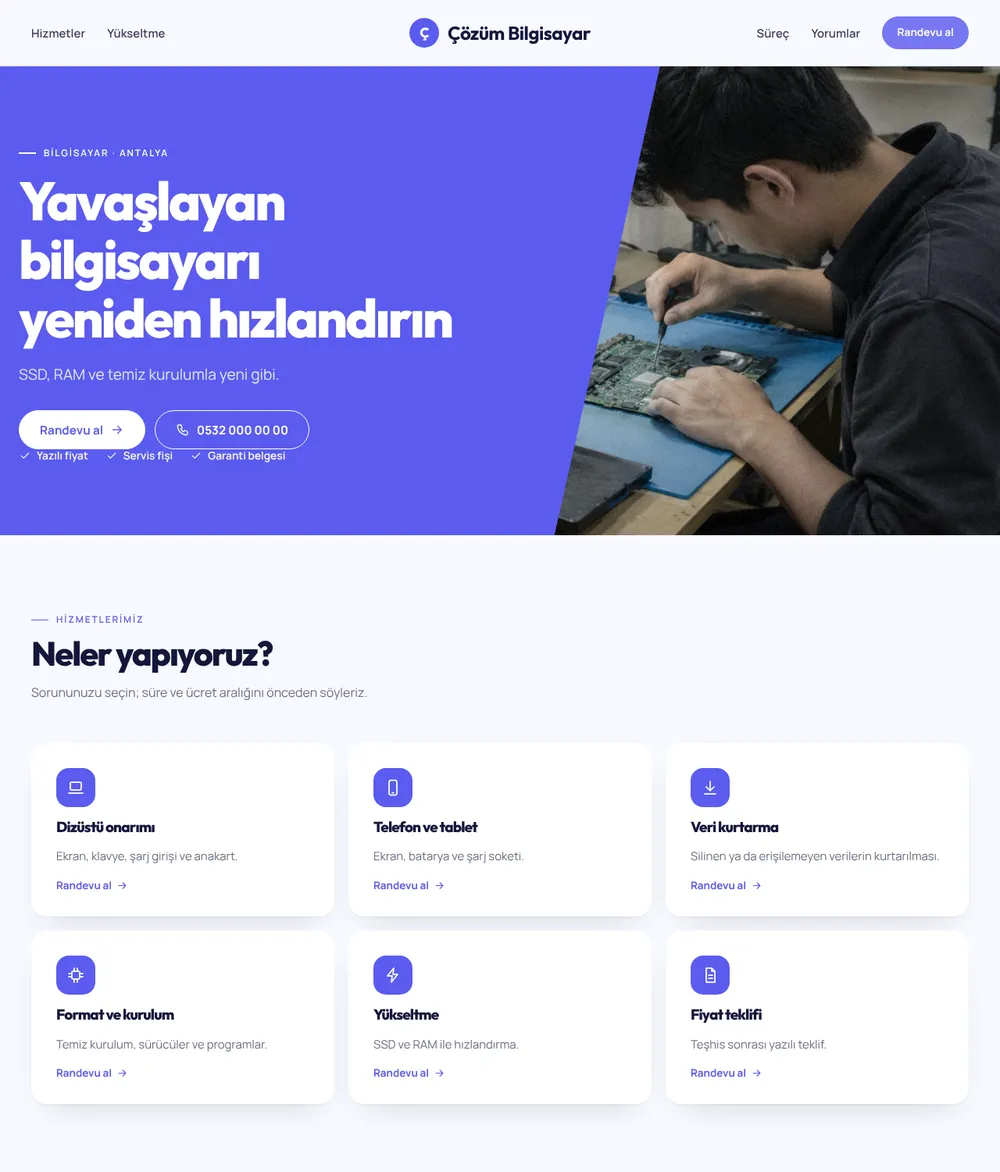 Hizmetler
Yükseltme
Ç
Çözüm Bilgisayar
Süreç
Yorumlar
Randevu al
BİLGİSAYAR · ANTALYA
Yavaşlayan
bilgisayarı
yeniden hızlandırın
SSD, RAM ve temiz kurulumla yeni gibi.
Randevu al →
0532 000 00 00
Yazılı fiyat
Servis fişi
Garanti belgesi
HİZMETLERİMİZ
Neler yapıyoruz?
Sorununuzu seçin; süre ve ücret aralığını önceden söyleriz.
Dizüstü onarımı
Ekran, klavye, şarj girişi ve anakart.
Randevu al →
Telefon ve tablet
Ekran, batarya ve şarj soketi.
Randevu al →
Veri kurtarma
Silinen ya da erişilemeyen verilerin kurtarılması.
Randevu al →
Format ve kurulum
Temiz kurulum, sürücüler ve programlar.
Randevu al →
Yükseltme
SSD ve RAM ile hızlandırma.
Randevu al →
Fiyat teklifi
Teşhis sonrası yazılı teklif.
Randevu al →